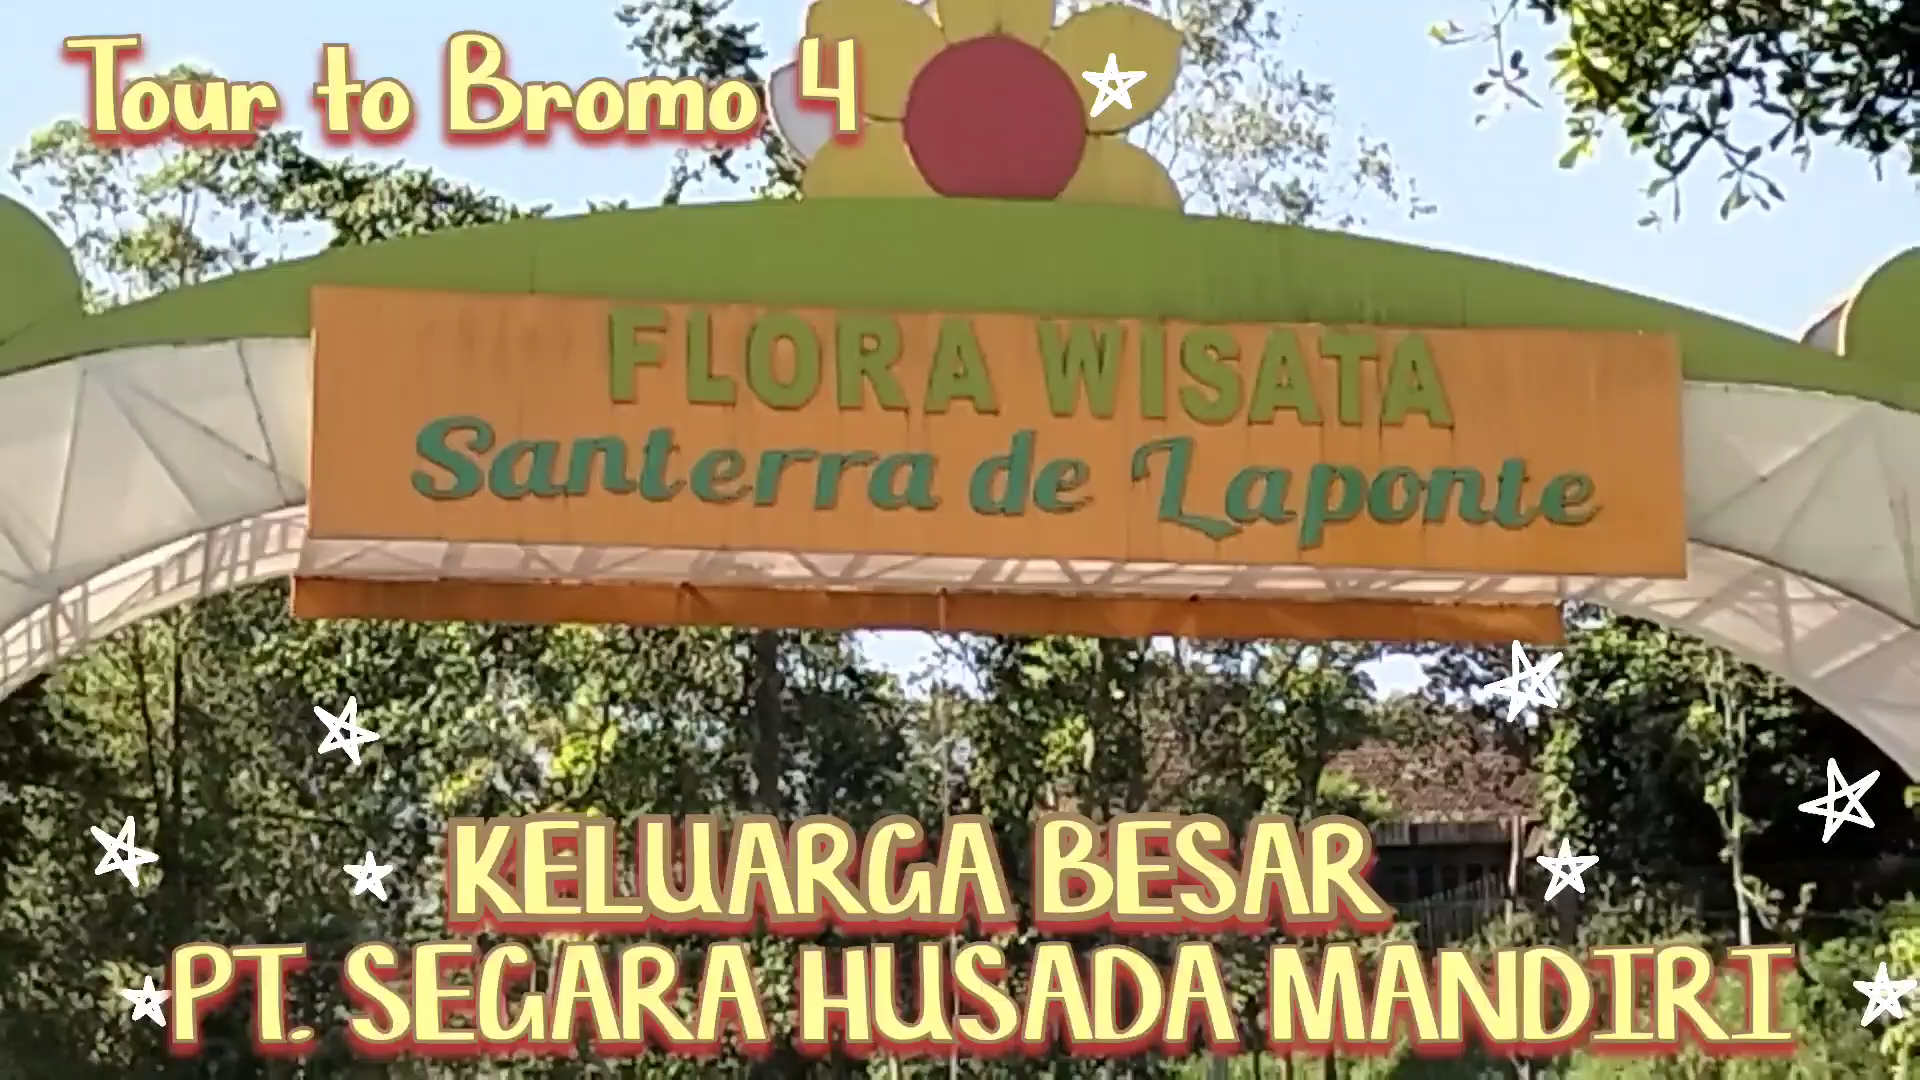 Tour to Bromo 4
FLORA WISATA
Santerra de Laponte
KELUARGA BESAR
PT. SEGARA HUSADA MANDIRI